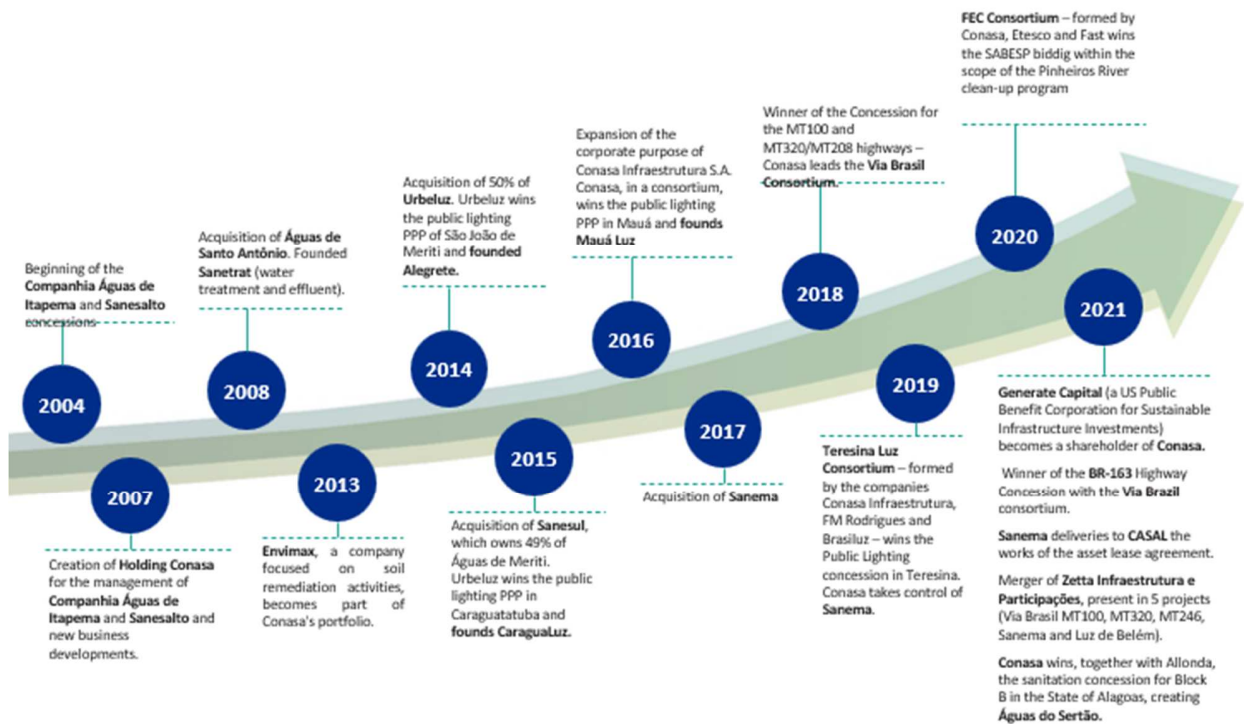 Beginning of the
Companhia Águas de
Itapema and Sanesalto
concessions
2004
2007
Creation of Holding Conasa
for the management of
Companhia Águas de
Itapema and Sanesalto and
new business
developments.
Acquisition of Águas de
Santo Antônio. Founded
Sanetrat (water
treatment and effluent).
2008
2013
Envimax, a company
focused on soil
remediation activities,
becomes part of
Conasa's portfolio.
Acquisition of 50% of
Urbeluz. Urbeluz wins
the public lighting
PPP of São João de
Meriti and founded
Alegrete.
2014
2015
Acquisition of Sanesul,
which owns 49% of
Águas de Meriti.
Urbeluz wins the public
lighting PPP in
Caraguatatuba and
founds CaraguaLuz.
Expansion of the
corporate purpose of
Conasa Infraestrutura S.A.
Conasa, in a consortium,
wins the public lighting
PPP in Mauá and founds
Mauá Luz
2016
2017
Acquisition of Sanema
Winner of the Concession for
the MT100 and
MT320/MT208 highways –
Conasa leads the Via Brasil
Consortium.
2018
2019
Teresina Luz
Consortium – formed
by the companies
Conasa Infraestrutura,
FM Rodrigues and
Brasiluz – wins the
Public Lighting
concession in Teresina.
Conasa takes control of
Sanema.
FEC Consortium – formed by
Conasa, Etesco and Fast wins
the SABESP biddig within the
scope of the Pinheiros River
clean-up program
2020
2021
Generate Capital (a US Public
Benefit Corporation for Sustainable
Infrastructure Investments)
becomes a shareholder of Conasa.
Winner of the BR-163 Highway
Concession with the Via Brazil
consortium.
Sanema deliveries to CASAL the
works of the asset lease agreement.
Merger of Zetta Infraestrutura e
Participações, present in 5 projects
(Via Brasil MT100, MT320, MT246,
Sanema and Luz de Belém).
Conasa wins, together with Allonda,
the sanitation concession for Block
B in the State of Alagoas, creating
Águas do Sertão.